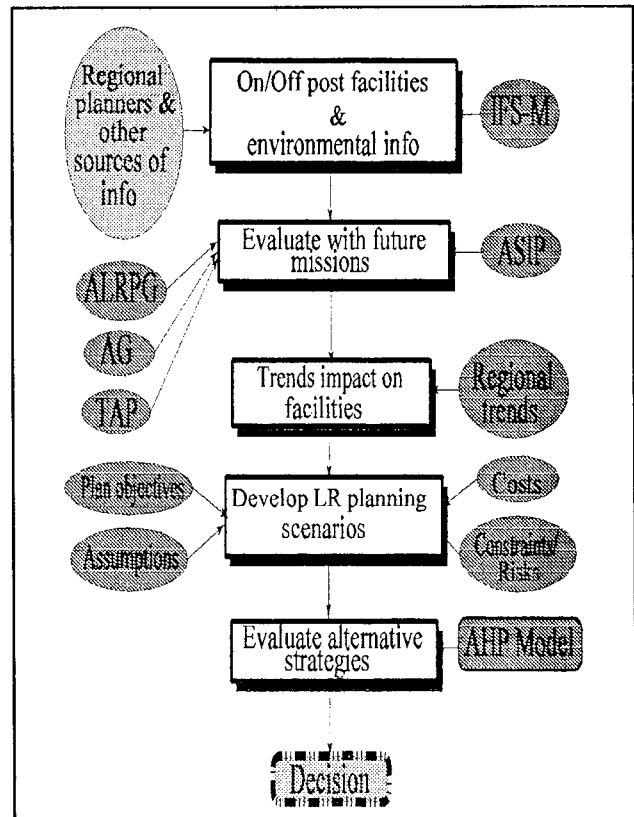 Regional
planners &
other
sources of
info
On/Off post facilities
&
environmental info
IFS-M
Evaluate with future
missions
ASIP
ALRPG
AG
TAP
Trends impact on
facilities
Regional
trends
Plan objectives
Assumptions
Develop LR planning
scenarios
Costs
Constraints/
Risks
Evaluate alternative
strategies
AHP Model
Decision